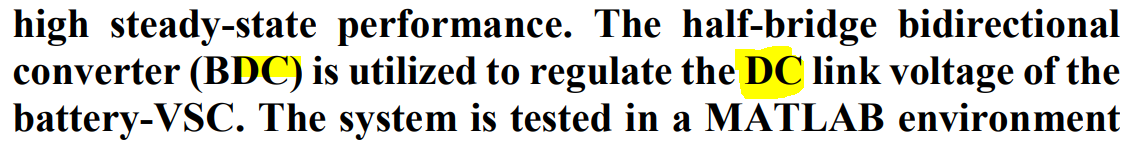 high steady-state performance. The half-bridge bidirectional
converter (BDC) is utilized to regulate the DC link voltage of the
battery-VSC. The system is tested in a MATLAB environment